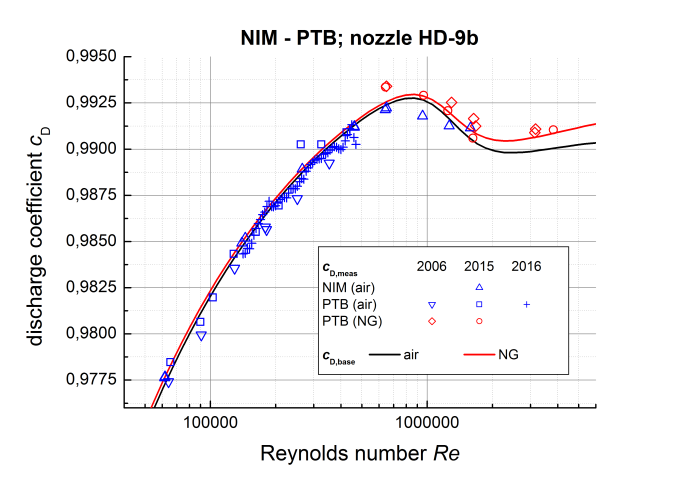 NIM - PTB; nozzle HD-9b
0,9950
0,9925
0,9900
0,9875
0,9850
0,9825
0,9800
0,9775
discharge coefficient cD
cD,meas 2006 2015 2016
NIM (air)
PTB (air)
PTB (NG)
cD,base air NG
100000 1000000
Reynolds number Re